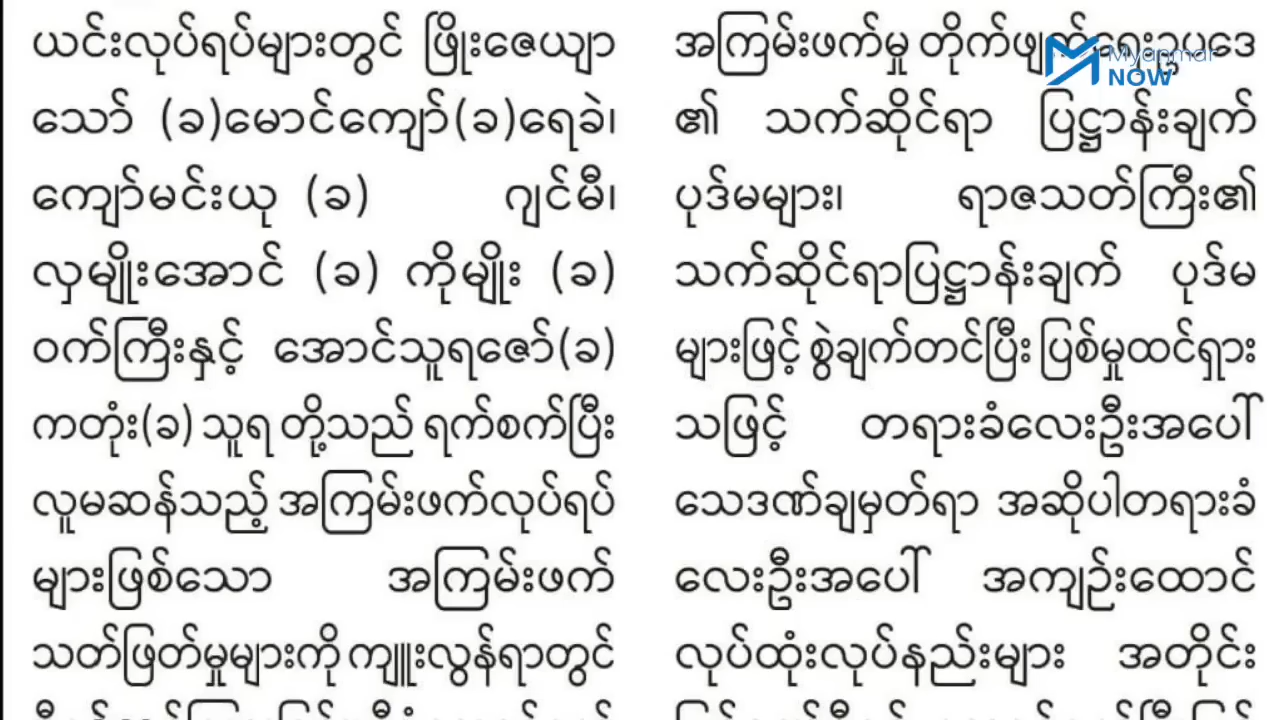 ယင်းလုပ်ရပ်များတွင် ဖြိုးဇေယျာ
သော် (ခ)မောင်ကျော်(ခ)ရေခဲ၊
ကျော်မင်းယု (ခ) ဂျင်မီ၊
လှမျိုးအောင် (ခ) ကိုမျိုး (ခ)
ဝက်ကြီးနှင့် အောင်သူရဇော်(ခ)
ကတုံး(ခ) သူရ တို့သည် ရက်စက်ပြီး
လူမဆန်သည့် အကြမ်းဖက်လုပ်ရပ်
များဖြစ်သော အကြမ်းဖက်
သတ်ဖြတ်မှုများကို ကျူးလွန်ရာတွင်
အကြမ်းဖက်မှု တိုက်ဖျက်ရေးဥပဒေ
၏ သက်ဆိုင်ရာ ပြဋ္ဌာန်းချက်
ပုဒ်မများ၊ ရာဇသတ်ကြီး၏
သက်ဆိုင်ရာပြဋ္ဌာန်းချက် ပုဒ်မ
များဖြင့် စွဲချက်တင်ပြီး ပြစ်မှုထင်ရှား
သဖြင့် တရားခံလေးဦးအပေါ်
သေဒဏ်ချမှတ်ရာ အဆိုပါတရားခံ
လေးဦးအပေါ် အကျဉ်းထောင်
လုပ်ထုံးလုပ်နည်းများ အတိုင်း
Myanmar
NOW